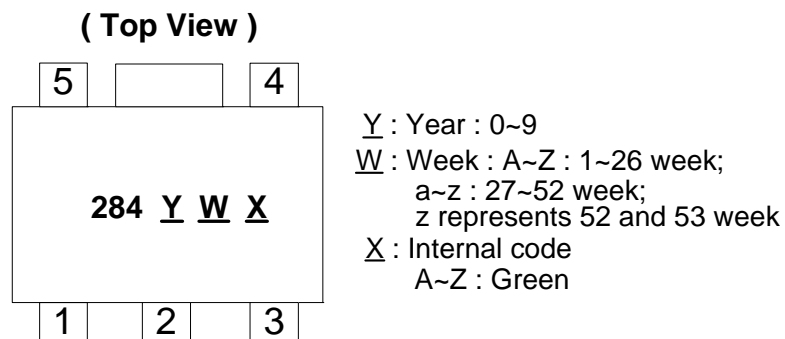 ( Top View )
5 4
284 Y W X
1 2 3
Y : Year : 0~9
W : Week : A~Z : 1~26 week;
a~z : 27~52 week;
z represents 52 and 53 week
X : Internal code
A~Z : Green